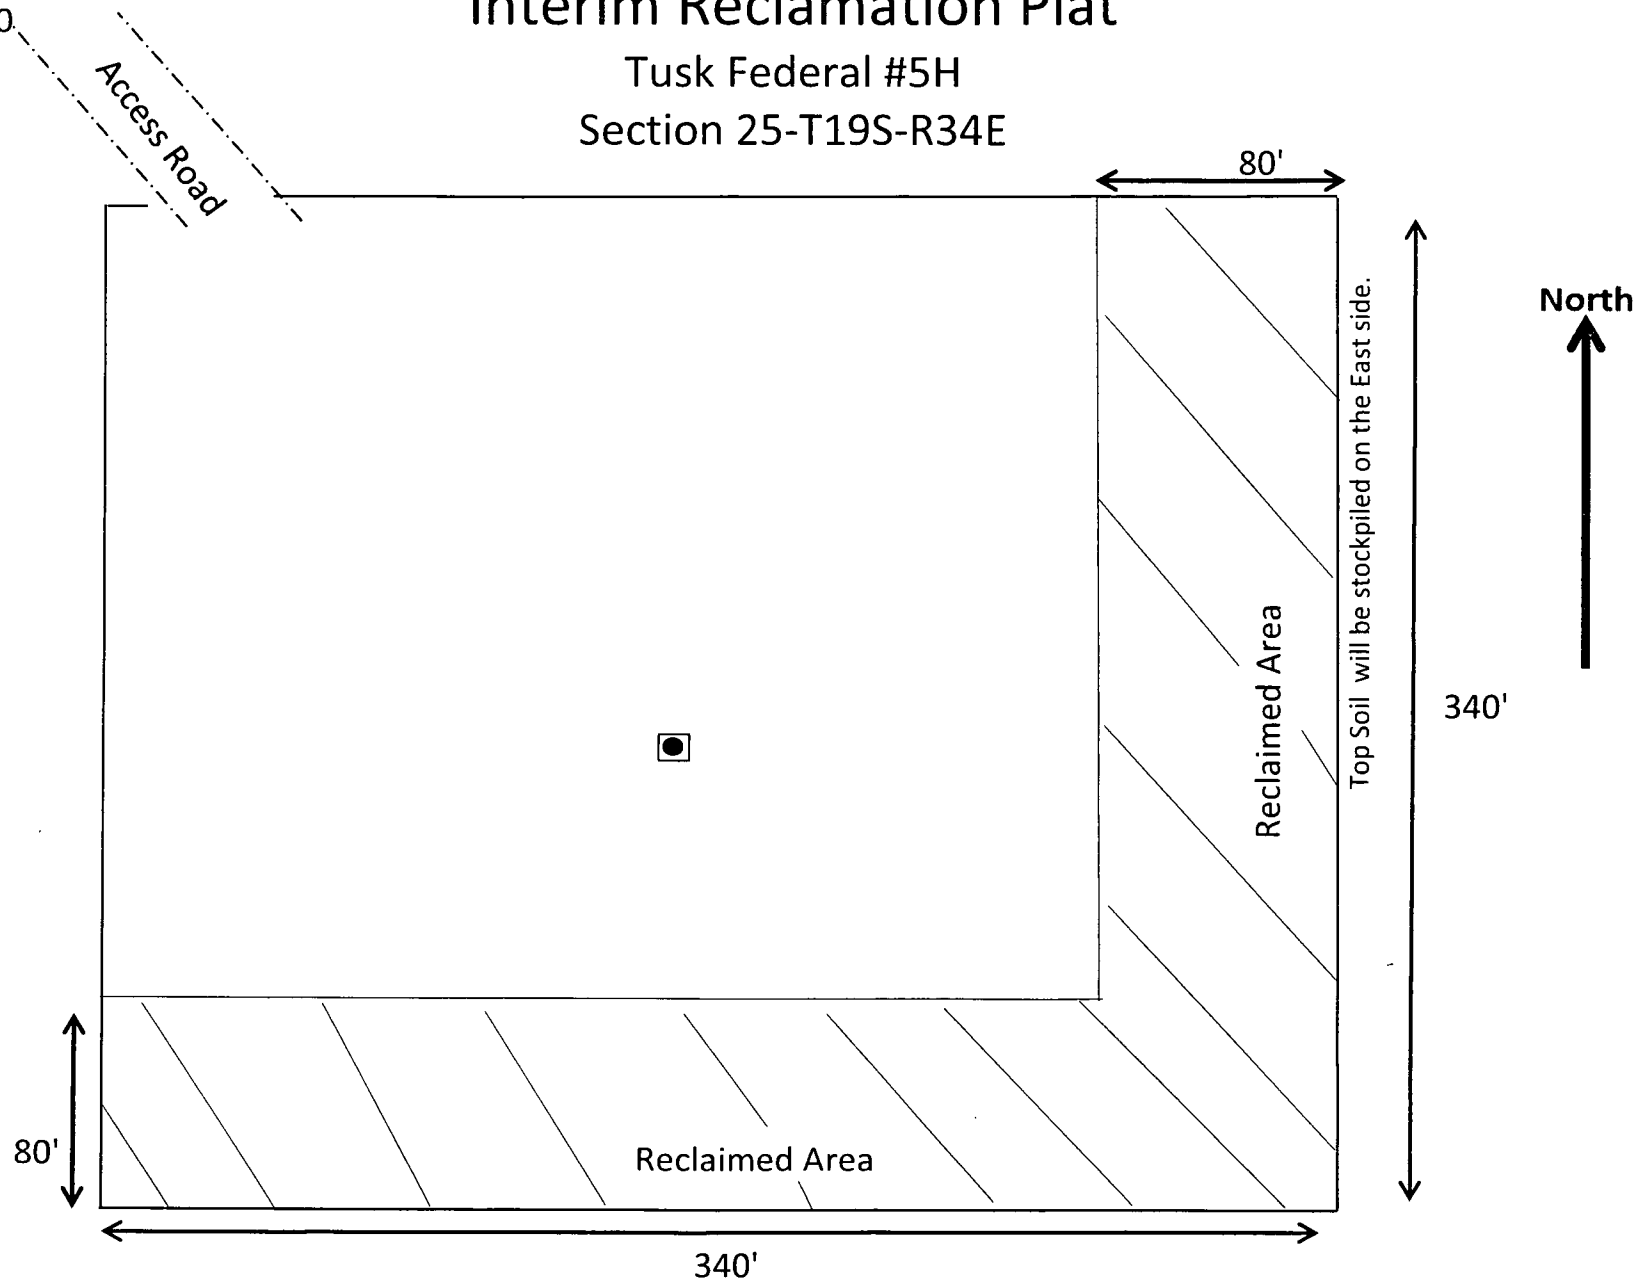 Interim Reclamation Plat
Tusk Federal #5H
Section 25-T19S-R34E
Access Road
80'
North
Top Soil will be stockpiled on the East side.
340'
Reclaimed Area
80'
Reclaimed Area
340'